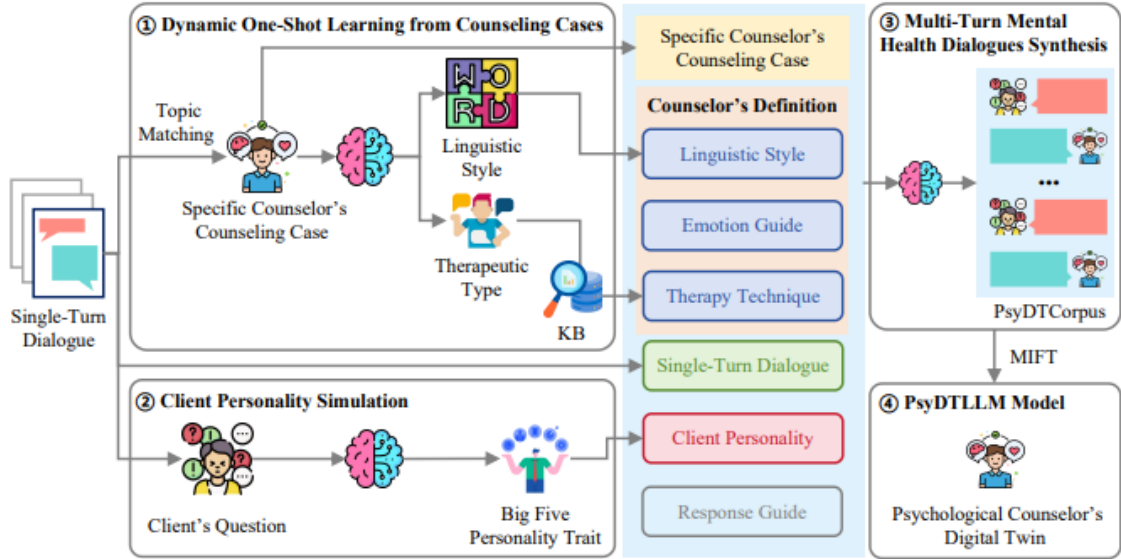 ① Dynamic One-Shot Learning from Counseling Cases
Topic
Matching
Specific Counselor's
Counseling Case
W O
R D
Linguistic
Style
Therapeutic
Type
KB
Single-Turn
Dialogue
② Client Personality Simulation
Client's Question
Big Five
Personality Trait
Specific Counselor's
Counseling Case
Counselor's Definition
Linguistic Style
Emotion Guide
Therapy Technique
Single-Turn Dialogue
Client Personality
Response Guide
③ Multi-Turn Mental
Health Dialogues Synthesis
...
PsyDTCorpus
MIFT
④ PsyDTLLM Model
Psychological Counselor's
Digital Twin